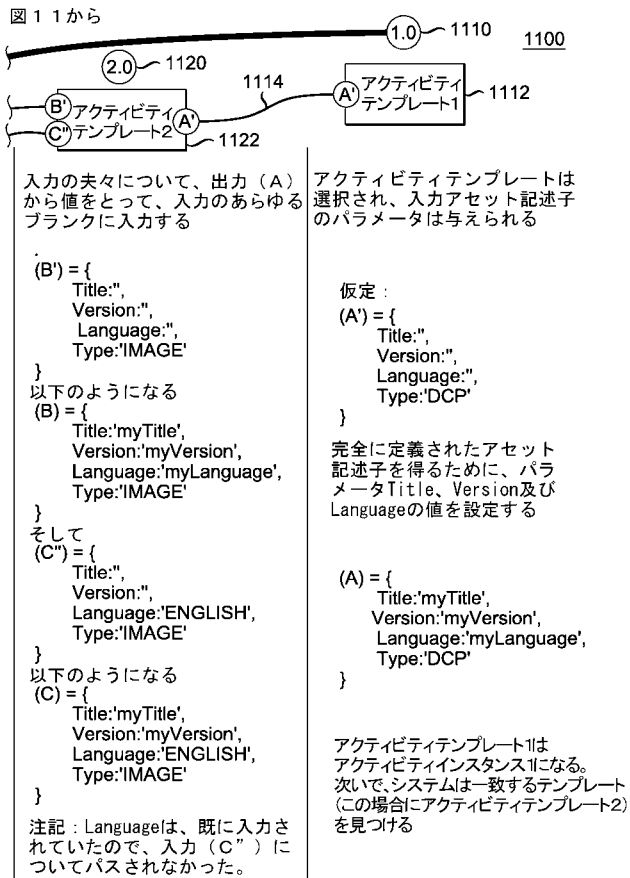 図11から
1.0
1110
1100
2.0
1120
1114
B'
C"
アクティビティ
テンプレート2
A'
1122
A'
アクティビティ
テンプレート1
1112
入力の夫々について、出力(A)
から値をとって、入力のあらゆる
ブランクに入力する
.
(B') = {
Title:'',
Version:'',
Language:'',
Type:'IMAGE'
}
以下のようになる
(B) = {
Title:'myTitle',
Version:'myVersion',
Language:'myLanguage',
Type:'IMAGE'
}
そして
(C") = {
Title:'',
Version:'',
Language:'ENGLISH',
Type:'IMAGE'
}
以下のようになる
(C) = {
Title:'myTitle',
Version:'myVersion',
Language:'ENGLISH',
Type:'IMAGE'
}
注記:Languageは、既に入力さ
れていたので、入力(C")に
ついてパスされなかった。
アクティビティテンプレートは
選択され、入力アセット記述子
のパラメータは与えられる
仮定:
(A') = {
Title:'',
Version:'',
Language:'',
Type:'DCP'
}
完全に定義されたアセット
記述子を得るために、パラ
メータTitle、Version及び
Languageの値を設定する
(A) = {
Title:'myTitle',
Version:'myVersion',
Language:'myLanguage',
Type:'DCP'
}
アクティビティテンプレート1は
アクティビティインスタンス1になる。
次いで、システムは一致するテンプレート
(この場合にアクティビティテンプレート2)
を見つける